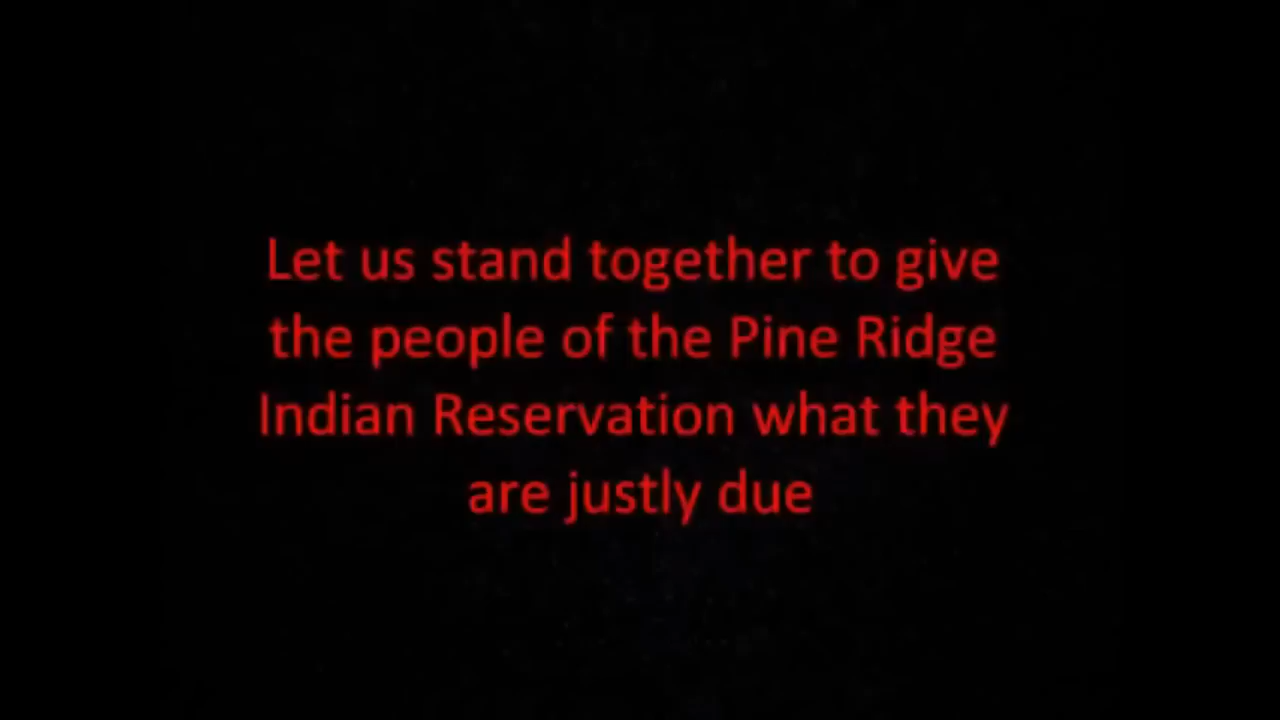 Let us stand together to give
the people of the Pine Ridge
Indian Reservation what they
are justly due